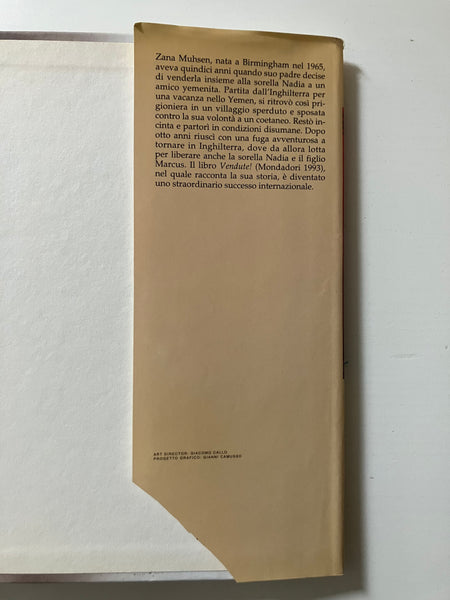 Zana Muhsen, nata a Birmingham nel 1965,
aveva quindici anni quando suo padre decise
di venderla insieme alla sorella Nadia a un
amico yemenita. Partita dall'Inghilterra per
una vacanza nello Yemen, si ritrovò così pri-
gioniera in un villaggio sperduto e sposata
contro la sua volontà a un coetaneo. Restò in-
cinta e partorì in condizioni disumane. Dopo
otto anni riuscì con una fuga avventurosa a
tornare in Inghilterra, dove da allora lotta
per liberare anche la sorella Nadia e il figlio
Marcus. Il libro Vendute! (Mondadori 1993),
nel quale racconta la sua storia, è diventato
uno straordinario successo internazionale.
ART DIRECTOR: GIACOMO CALLO
PROGETTO GRAFICO: GIANNI CAMUSSO